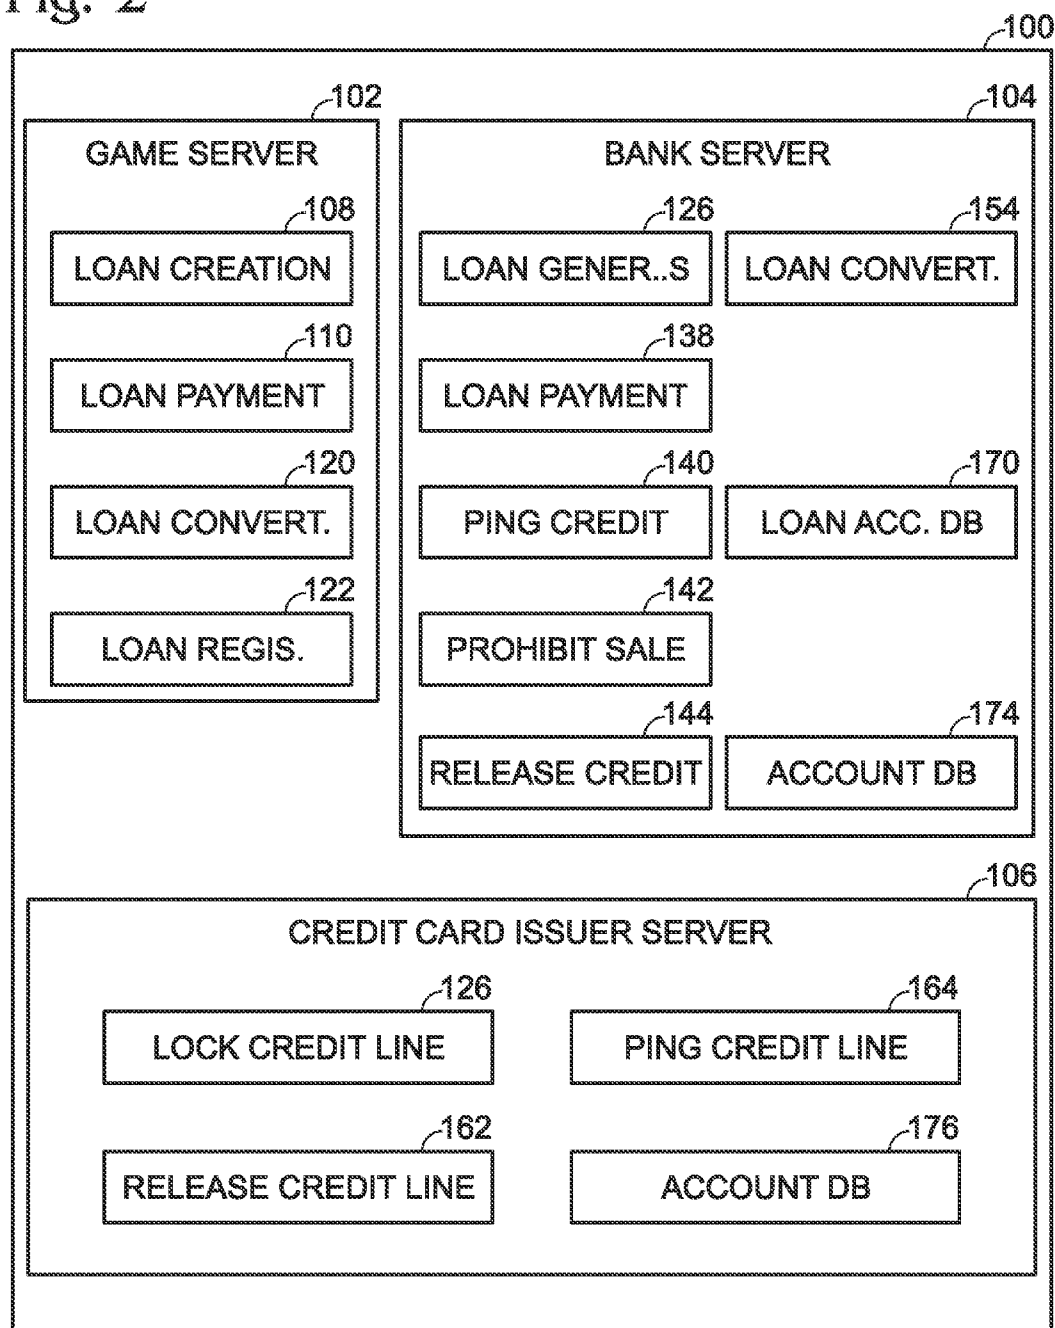 Fig. 2
100
102
GAME SERVER
108
LOAN CREATION
110
LOAN PAYMENT
120
LOAN CONVERT.
122
LOAN REGIS.
104
BANK SERVER
126
LOAN GENER..S
154
LOAN CONVERT.
138
LOAN PAYMENT
140
PING CREDIT
170
LOAN ACC. DB
142
PROHIBIT SALE
144
RELEASE CREDIT
174
ACCOUNT DB
106
CREDIT CARD ISSUER SERVER
126
LOCK CREDIT LINE
164
PING CREDIT LINE
162
RELEASE CREDIT LINE
176
ACCOUNT DB